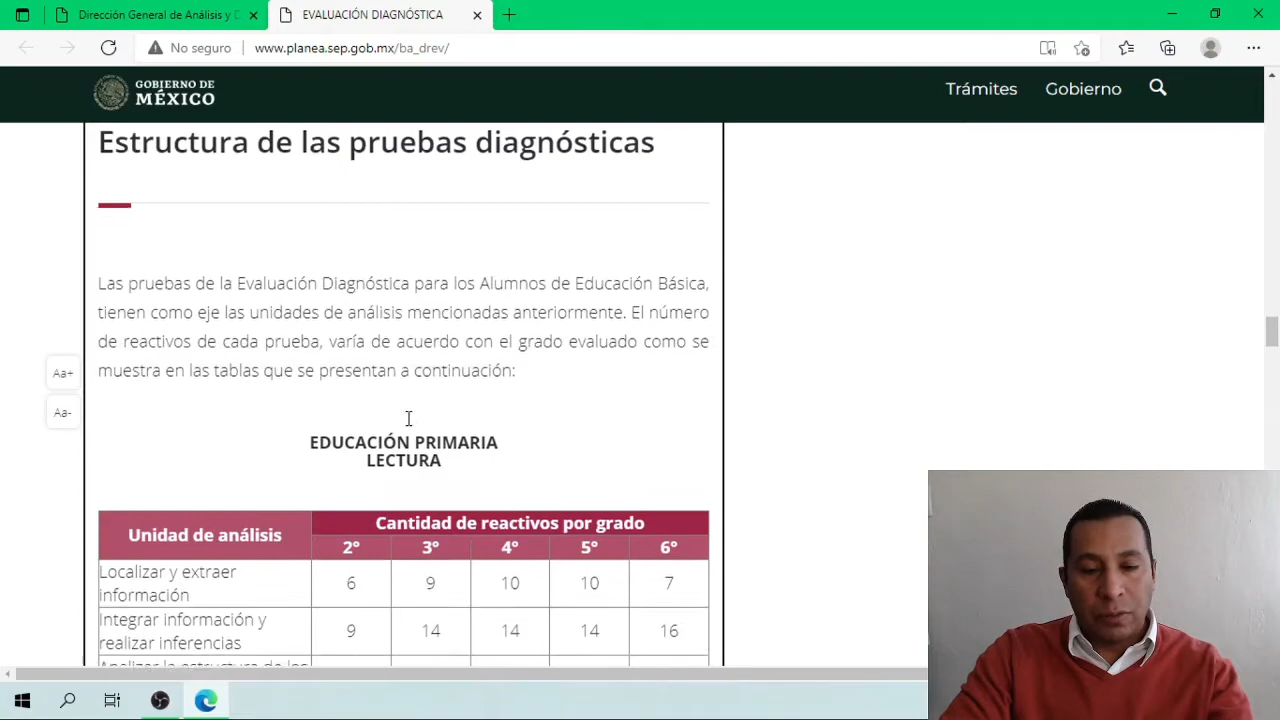 Dirección General de Análisis y D
EVALUACIÓN DIAGNÓSTICA
No seguro
www.planea.sep.gob.mx/ba_drev/
GOBIERNO DE
MÉXICO
Trámites
Gobierno
Estructura de las pruebas diagnósticas
Las pruebas de la Evaluación Diagnóstica para los Alumnos de Educación Básica,
tienen como eje las unidades de análisis mencionadas anteriormente. El número
de reactivos de cada prueba, varía de acuerdo con el grado evaluado como se
muestra en las tablas que se presentan a continuación:
Aa+
Aa-
EDUCACIÓN PRIMARIA
LECTURA
Unidad de análisis
Cantidad de reactivos por grado
2° 3° 4° 5° 6°
Localizar y extraer
información
6 9 10 10 7
Integrar información y
realizar inferencias
9 14 14 14 16
Analizar la estructura de los